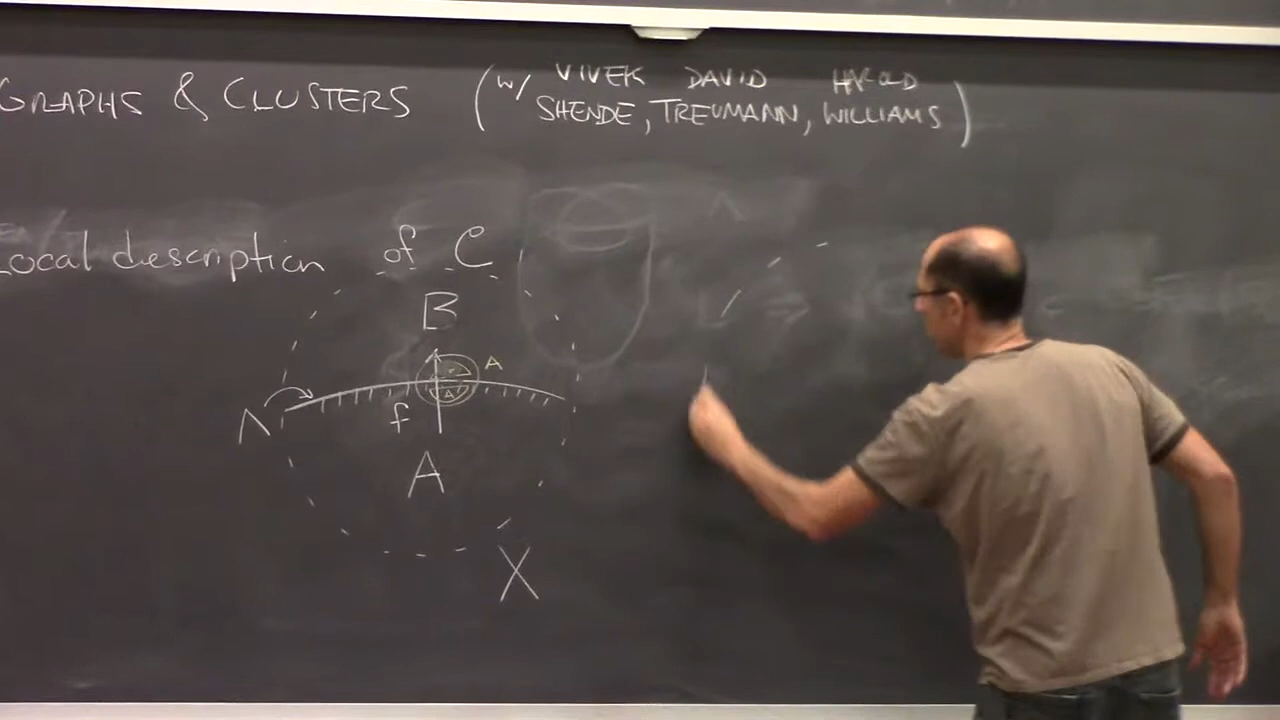 GRAPHS & CLUSTERS (w/ VIVEK DAVID HAROLD
SHENDE, TREUMANN, WILLIAMS)
Local description of C
B
A
A
Λ
f
A
X